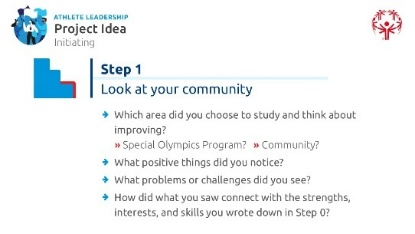 ATHLETE LEADERSHIP
Project Idea
Initiating
Step 1
Look at your community
Which area did you choose to study and think about
improving?
» Special Olympics Program? » Community?
What positive things did you notice?
What problems or challenges did you see?
How did what you saw connect with the strengths,
interests, and skills you wrote down in Step 0?